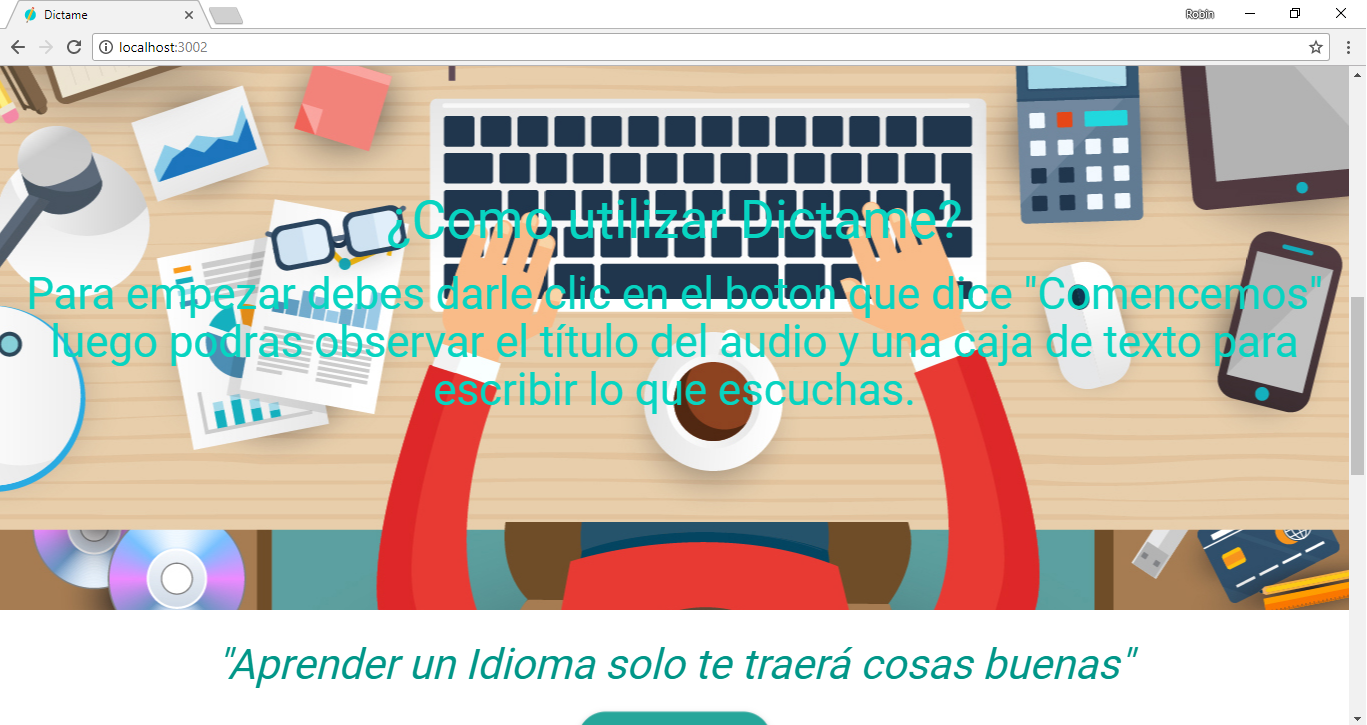 Dictame
Robin
localhost:3002
¿Como utilizar Dictame?
Para empezar debes darle clic en el boton que dice "Comencemos"
luego podras observar el título del audio y una caja de texto para
escribir lo que escuchas.
"Aprender un Idioma solo te traerá cosas buenas"